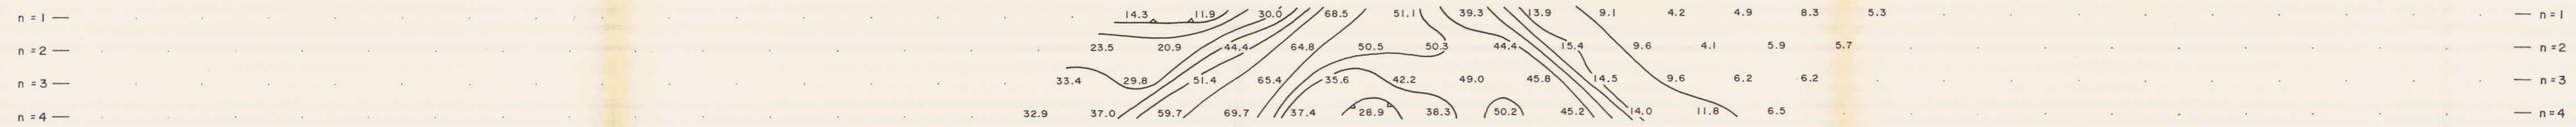 n=1 14.3 11.9 30.0 68.5 51.1 39.3 13.9 9.1 4.2 4.9 8.3 5.3 n=1
n=2 23.5 20.9 44.4 64.8 50.5 50.3 44.4 15.4 9.6 4.1 5.9 5.7 n=2
n=3 33.4 29.8 51.4 65.4 35.6 42.2 49.0 45.8 14.5 9.6 6.2 6.2 n=3
n=4 32.9 37.0 59.7 69.7 37.4 28.9 38.3 50.2 45.2 14.0 11.8 6.5 n=4